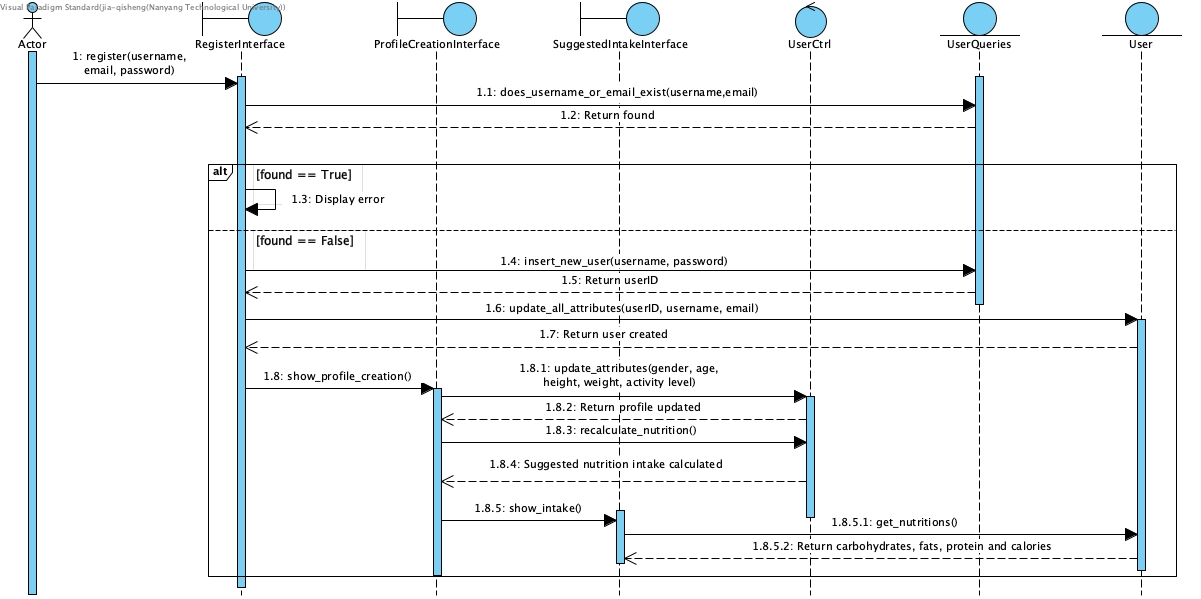 Visual Paradigm Standard(jia-qisheng(Nanyang Technological University))
Actor
RegisterInterface
ProfileCreationInterface
SuggestedIntakeInterface
UserCtrl
UserQueries
User
1: register(username,
email, password)
1.1: does_username_or_email_exist(username,email)
1.2: Return found
alt
[found == True]
1.3: Display error
[found == False]
1.4: insert_new_user(username, password)
1.5: Return userID
1.6: update_all_attributes(userID, username, email)
1.7: Return user created
1.8: show_profile_creation()
1.8.1: update_attributes(gender, age,
height, weight, activity level)
1.8.2: Return profile updated
1.8.3: recalculate_nutrition()
1.8.4: Suggested nutrition intake calculated
1.8.5: show_intake()
1.8.5.1: get_nutritions()
1.8.5.2: Return carbohydrates, fats, protein and calories